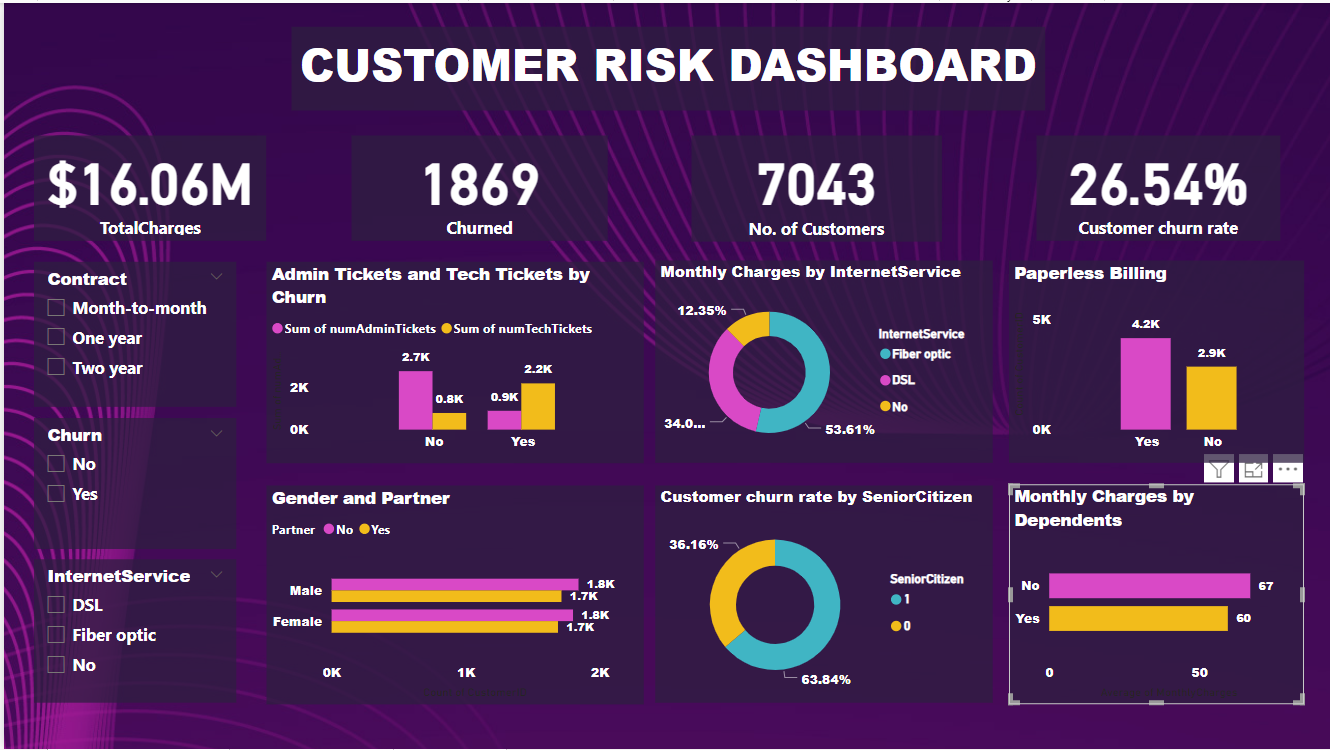 CUSTOMER RISK DASHBOARD
$16.06M
TotalCharges
1869
Churned
7043
No. of Customers
26.54%
Customer churn rate
Contract
Month-to-month
One year
Two year
Churn
No
Yes
InternetService
DSL
Fiber optic
No
Admin Tickets and Tech Tickets by
Churn
Sum of numAdminTickets Sum of numTechTickets
2K
0K
2.7K
0.8K
0.9K
2.2K
No Yes
Monthly Charges by InternetService
12.35%
34.0...
53.61%
InternetService
Fiber optic
DSL
No
Paperless Billing
5K
0K
4.2K
2.9K
Yes No
Gender and Partner
Partner No Yes
Male 1.8K
1.7K
Female 1.8K
1.7K
0K 1K 2K
Customer churn rate by SeniorCitizen
36.16%
63.84%
SeniorCitizen
1
0
Monthly Charges by
Dependents
No 67
Yes 60
0 50